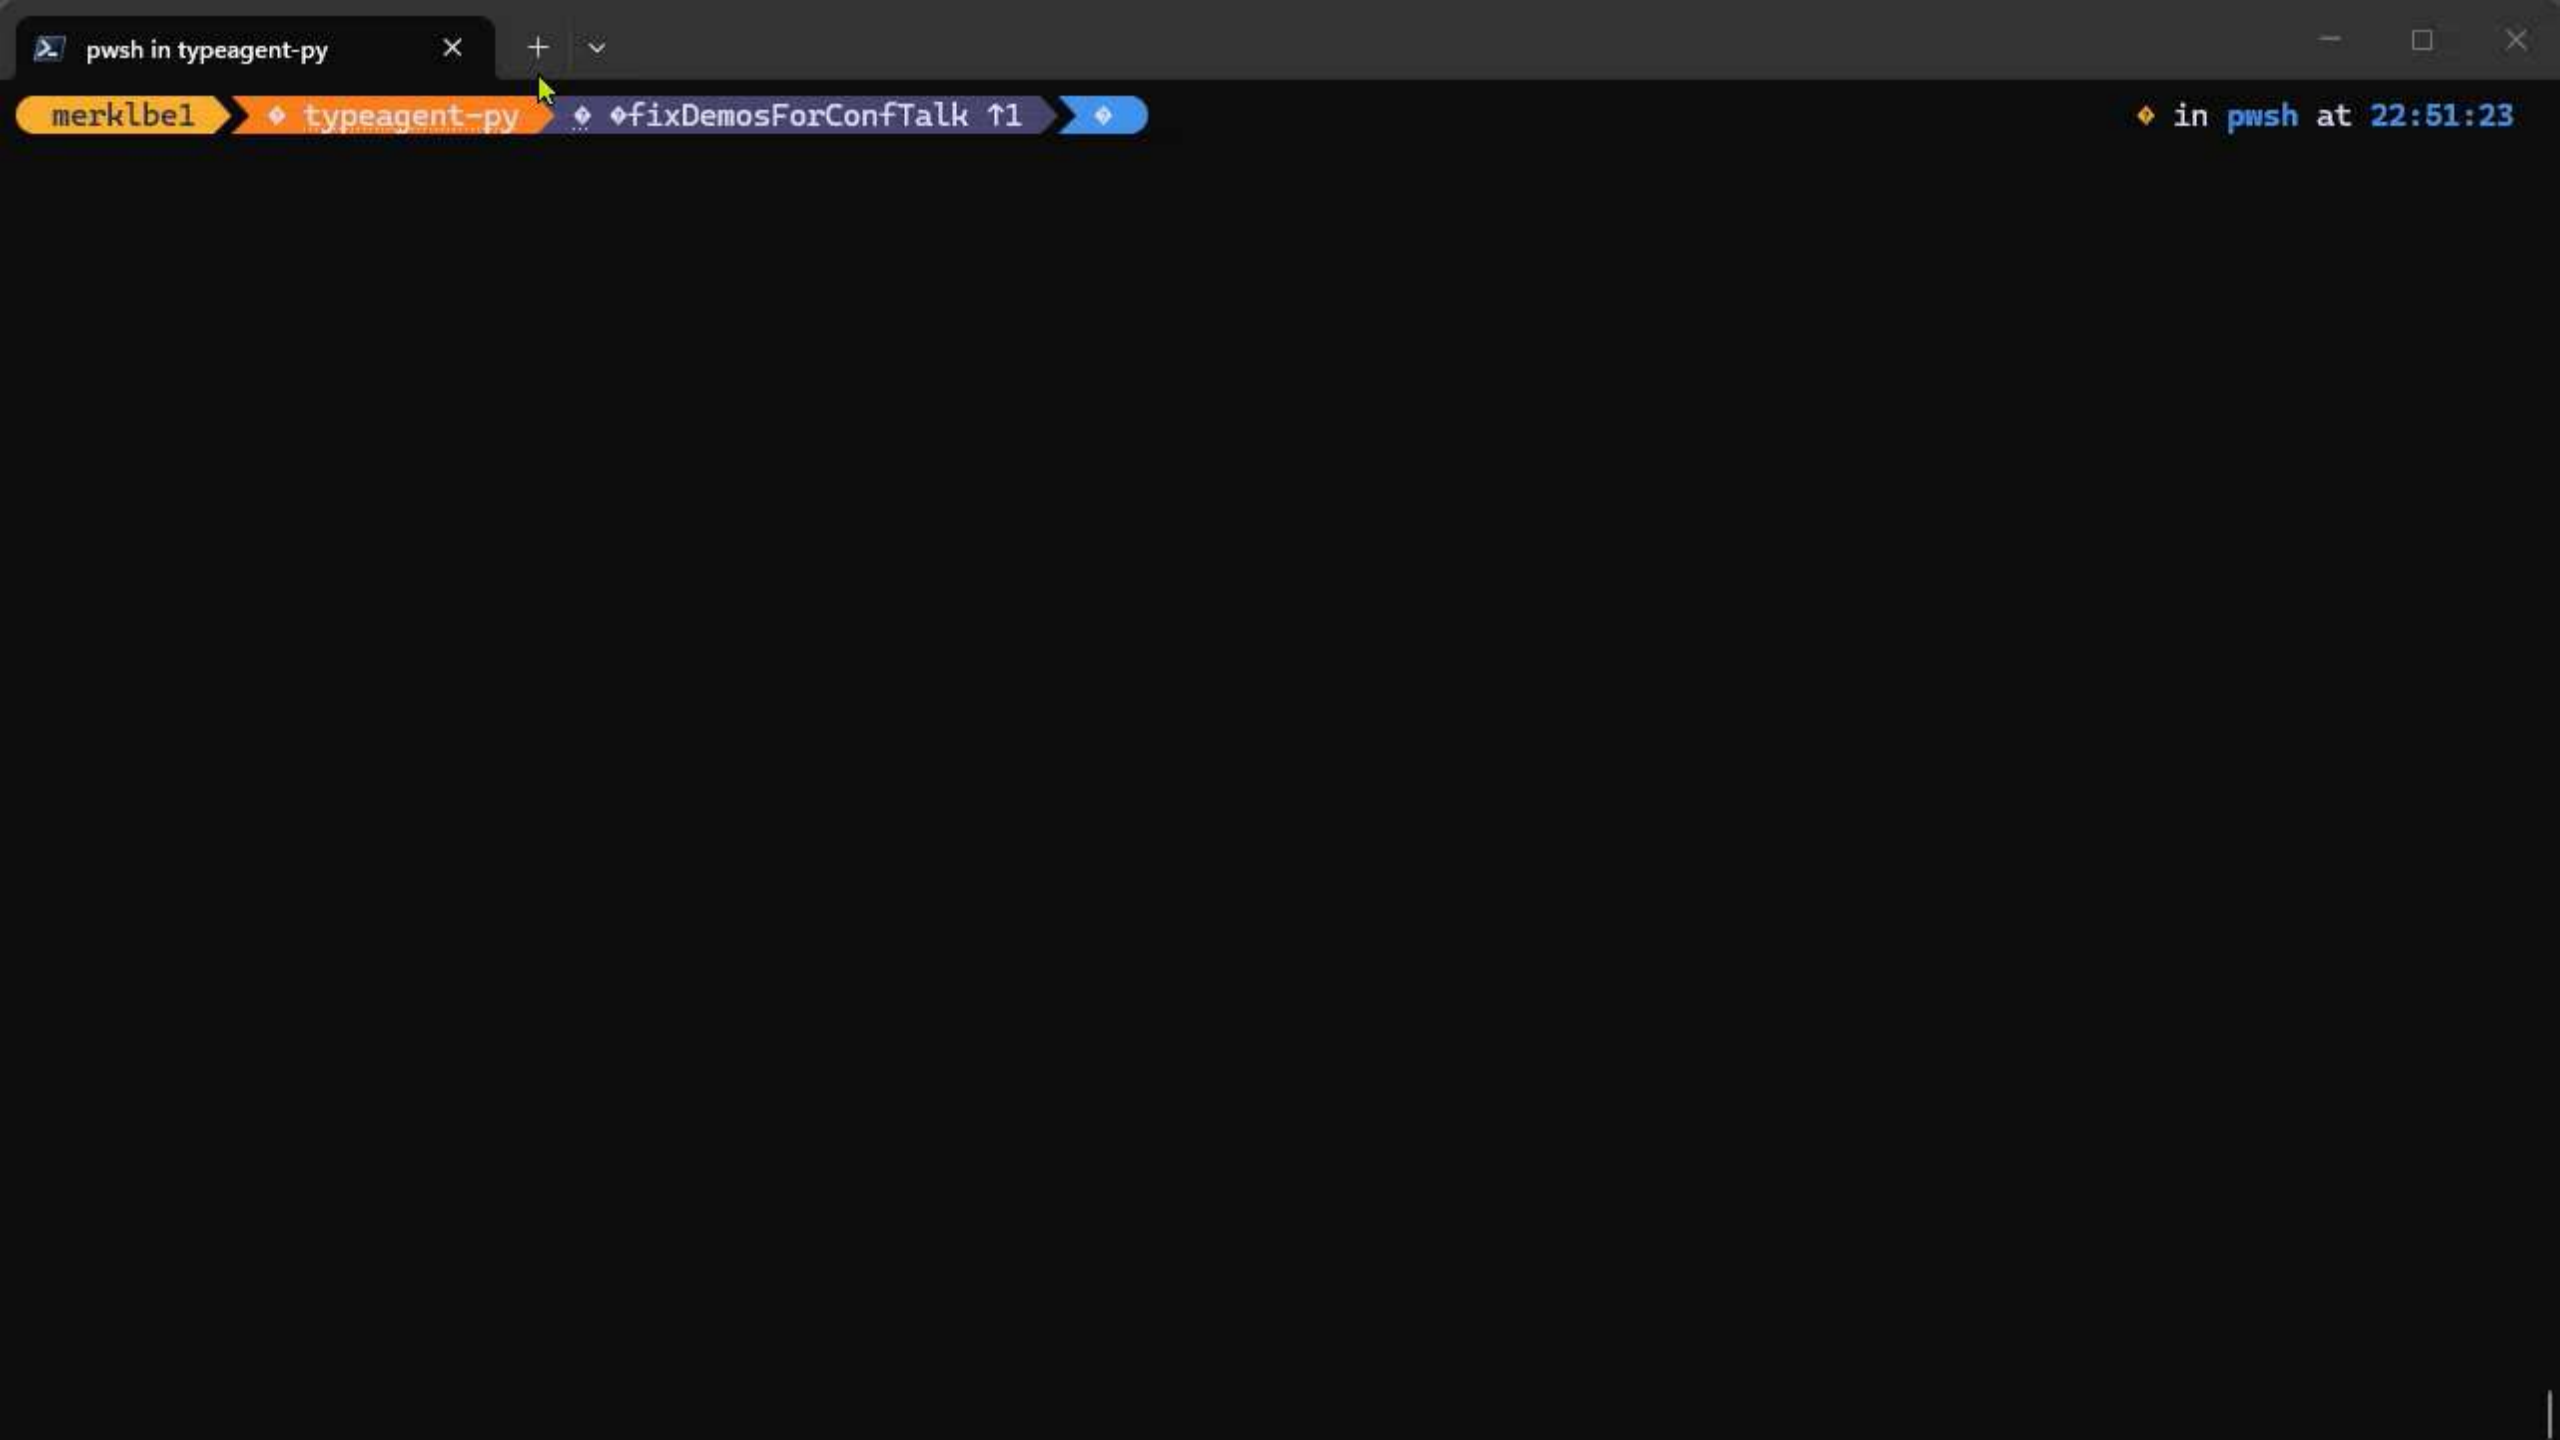 pwsh in typeagent-py
merklbe1 � typeagent-py � �fixDemosForConfTalk ↑1 � � in pwsh at 22:51:23